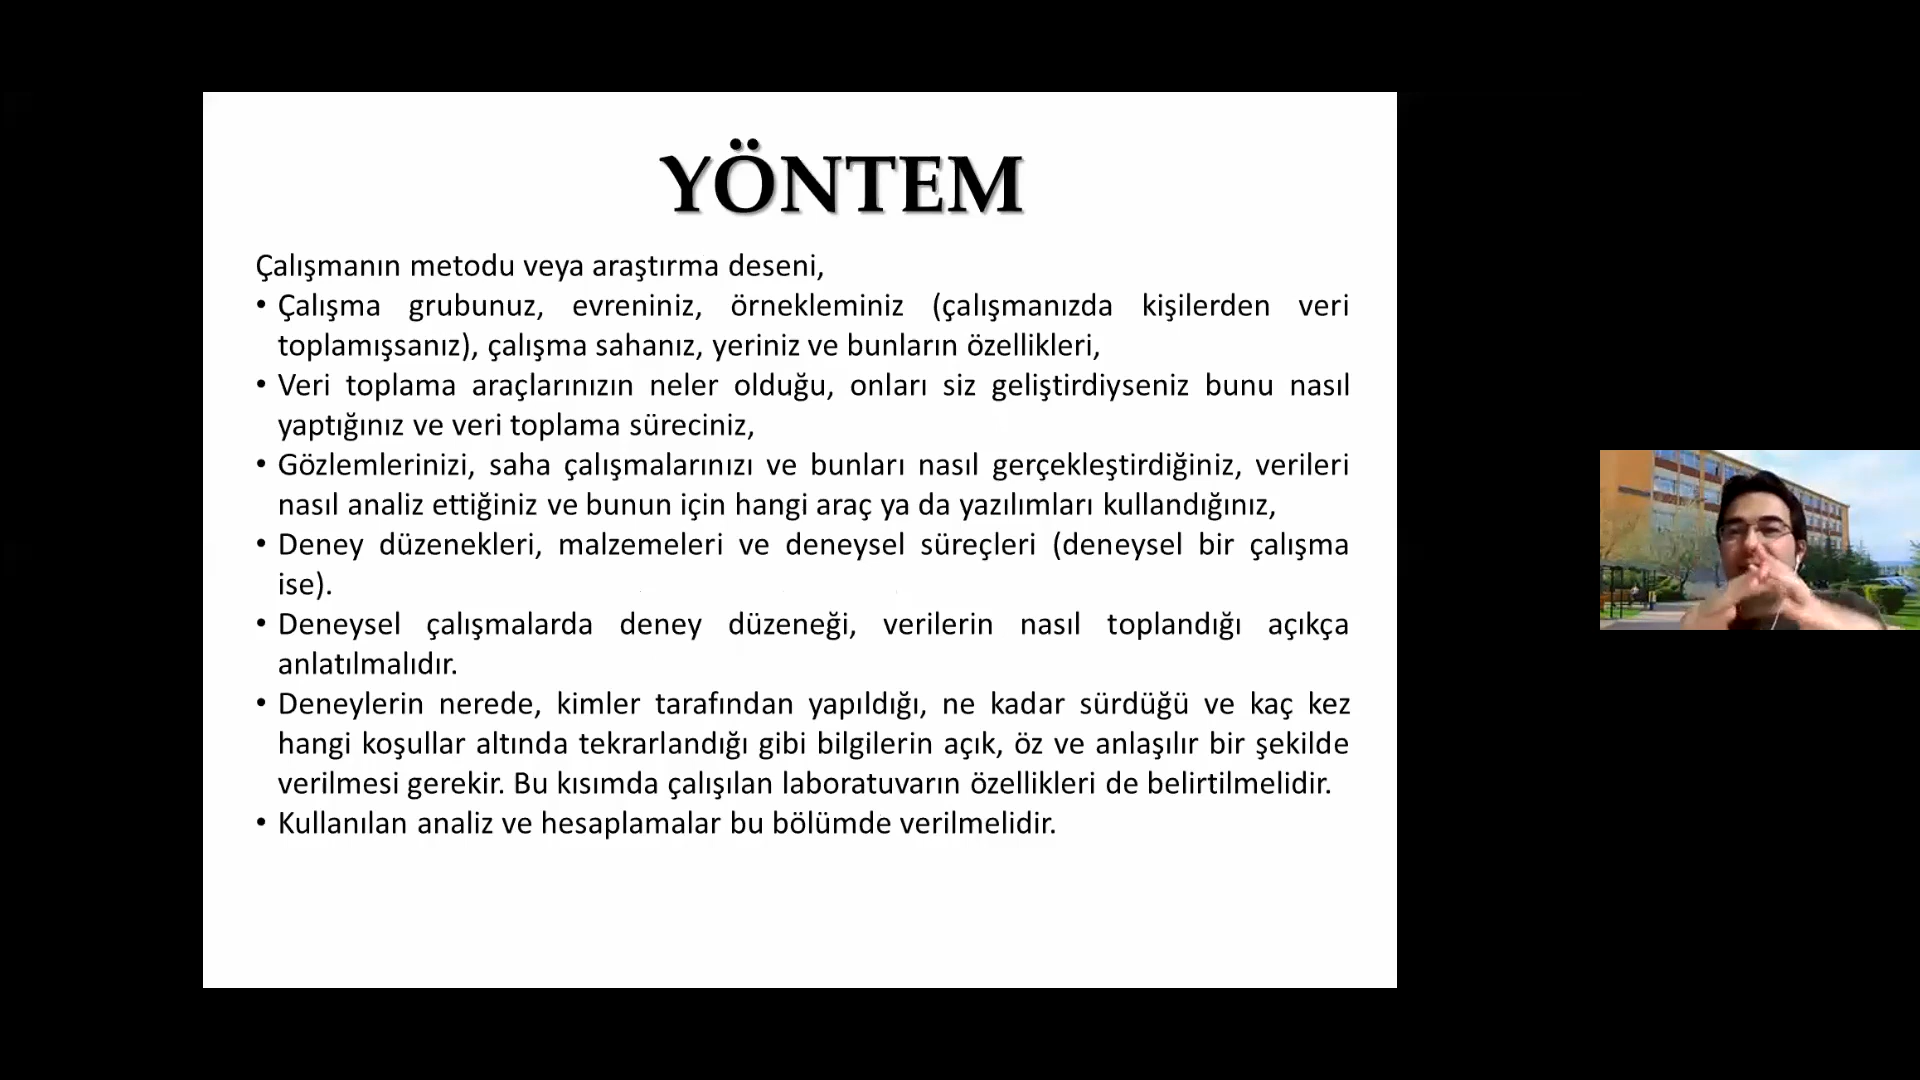 YÖNTEM
Çalışmanın metodu veya araştırma deseni,
• Çalışma grubunuz, evreniniz, örnekleminiz (çalışmanızda kişilerden veri
toplamışsanız), çalışma sahanız, yeriniz ve bunların özellikleri,
• Veri toplama araçlarınızın neler olduğu, onları siz geliştirdiyseniz bunu nasıl
yaptığınız ve veri toplama süreciniz,
• Gözlemlerinizi, saha çalışmalarınızı ve bunları nasıl gerçekleştirdiğiniz, verileri
nasıl analiz ettiğiniz ve bunun için hangi araç ya da yazılımları kullandığınız,
• Deney düzenekleri, malzemeleri ve deneysel süreçleri (deneysel bir çalışma
ise).
• Deneysel çalışmalarda deney düzeneği, verilerin nasıl toplandığı açıkça
anlatılmalıdır.
• Deneylerin nerede, kimler tarafından yapıldığı, ne kadar sürdüğü ve kaç kez
hangi koşullar altında tekrarlandığı gibi bilgilerin açık, öz ve anlaşılır bir şekilde
verilmesi gerekir. Bu kısımda çalışılan laboratuvarın özellikleri de belirtilmelidir.
• Kullanılan analiz ve hesaplamalar bu bölümde verilmelidir.